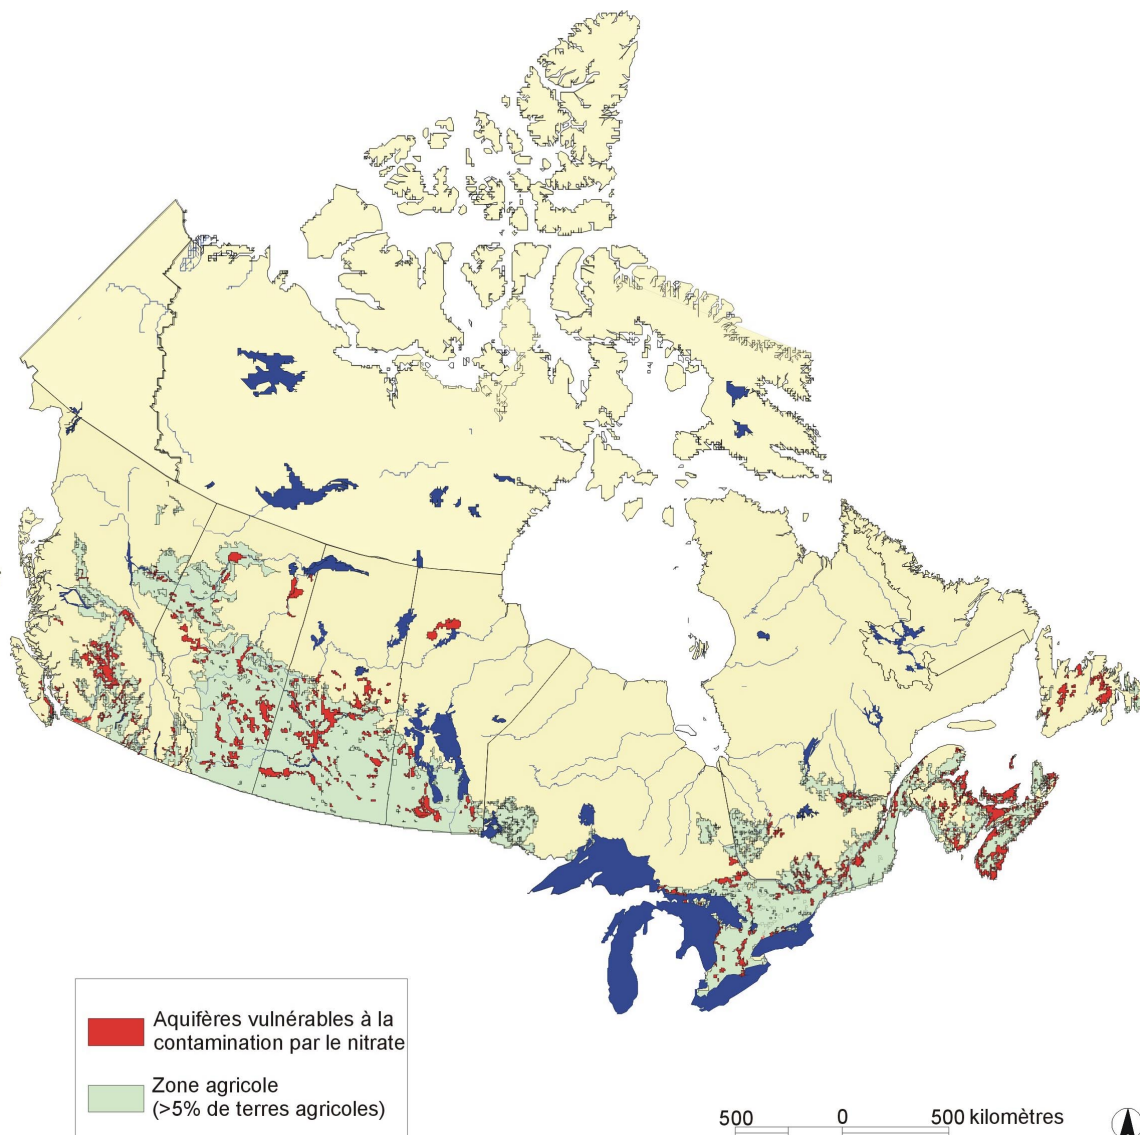 Aquifères vulnérables à la
contamination par le nitrate
Zone agricole
(>5% de terres agricoles)
500 0 500 kilomètres